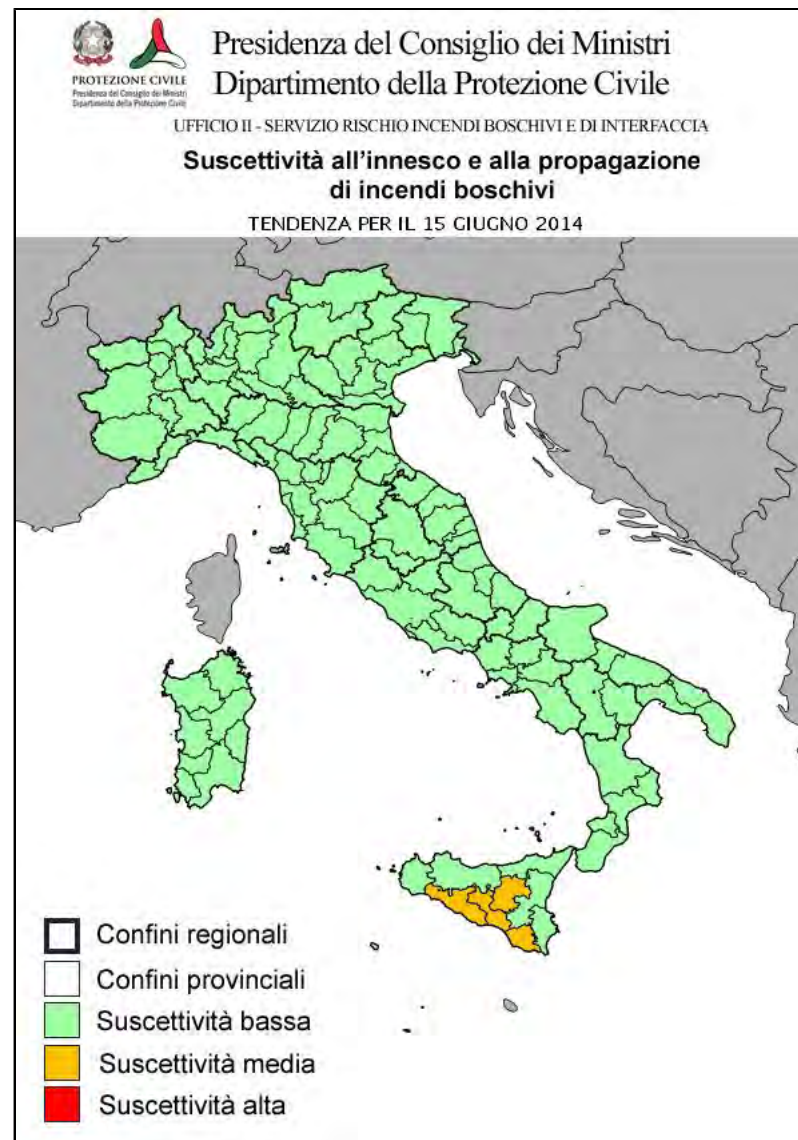 Presidenza del Consiglio dei Ministri
Dipartimento della Protezione Civile
PROTEZIONE CIVILE
Presidenza del Consiglio dei Ministri
Dipartimento della Protezione Civile
UFFICIO II - SERVIZIO RISCHIO INCENDI BOSCHIVI E DI INTERFACCIA
Suscettività all'innesco e alla propagazione
di incendi boschivi
TENDENZA PER IL 15 GIUGNO 2014
Confini regionali
Confini provinciali
Suscettività bassa
Suscettività media
Suscettività alta